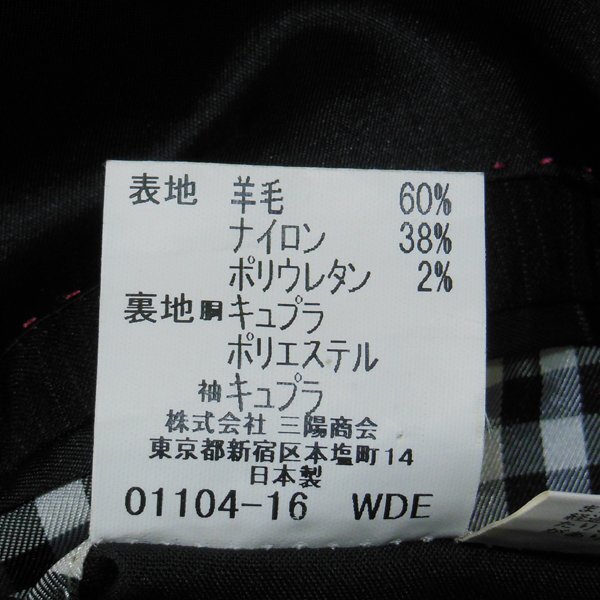 表地 羊毛 60%
ナイロン 38%
ポリウレタン 2%
裏地 胴 キュプラ
ポリエステル
袖 キュプラ
株式会社 三陽商会
東京都新宿区本塩町14
日本製
01104-16 WDE